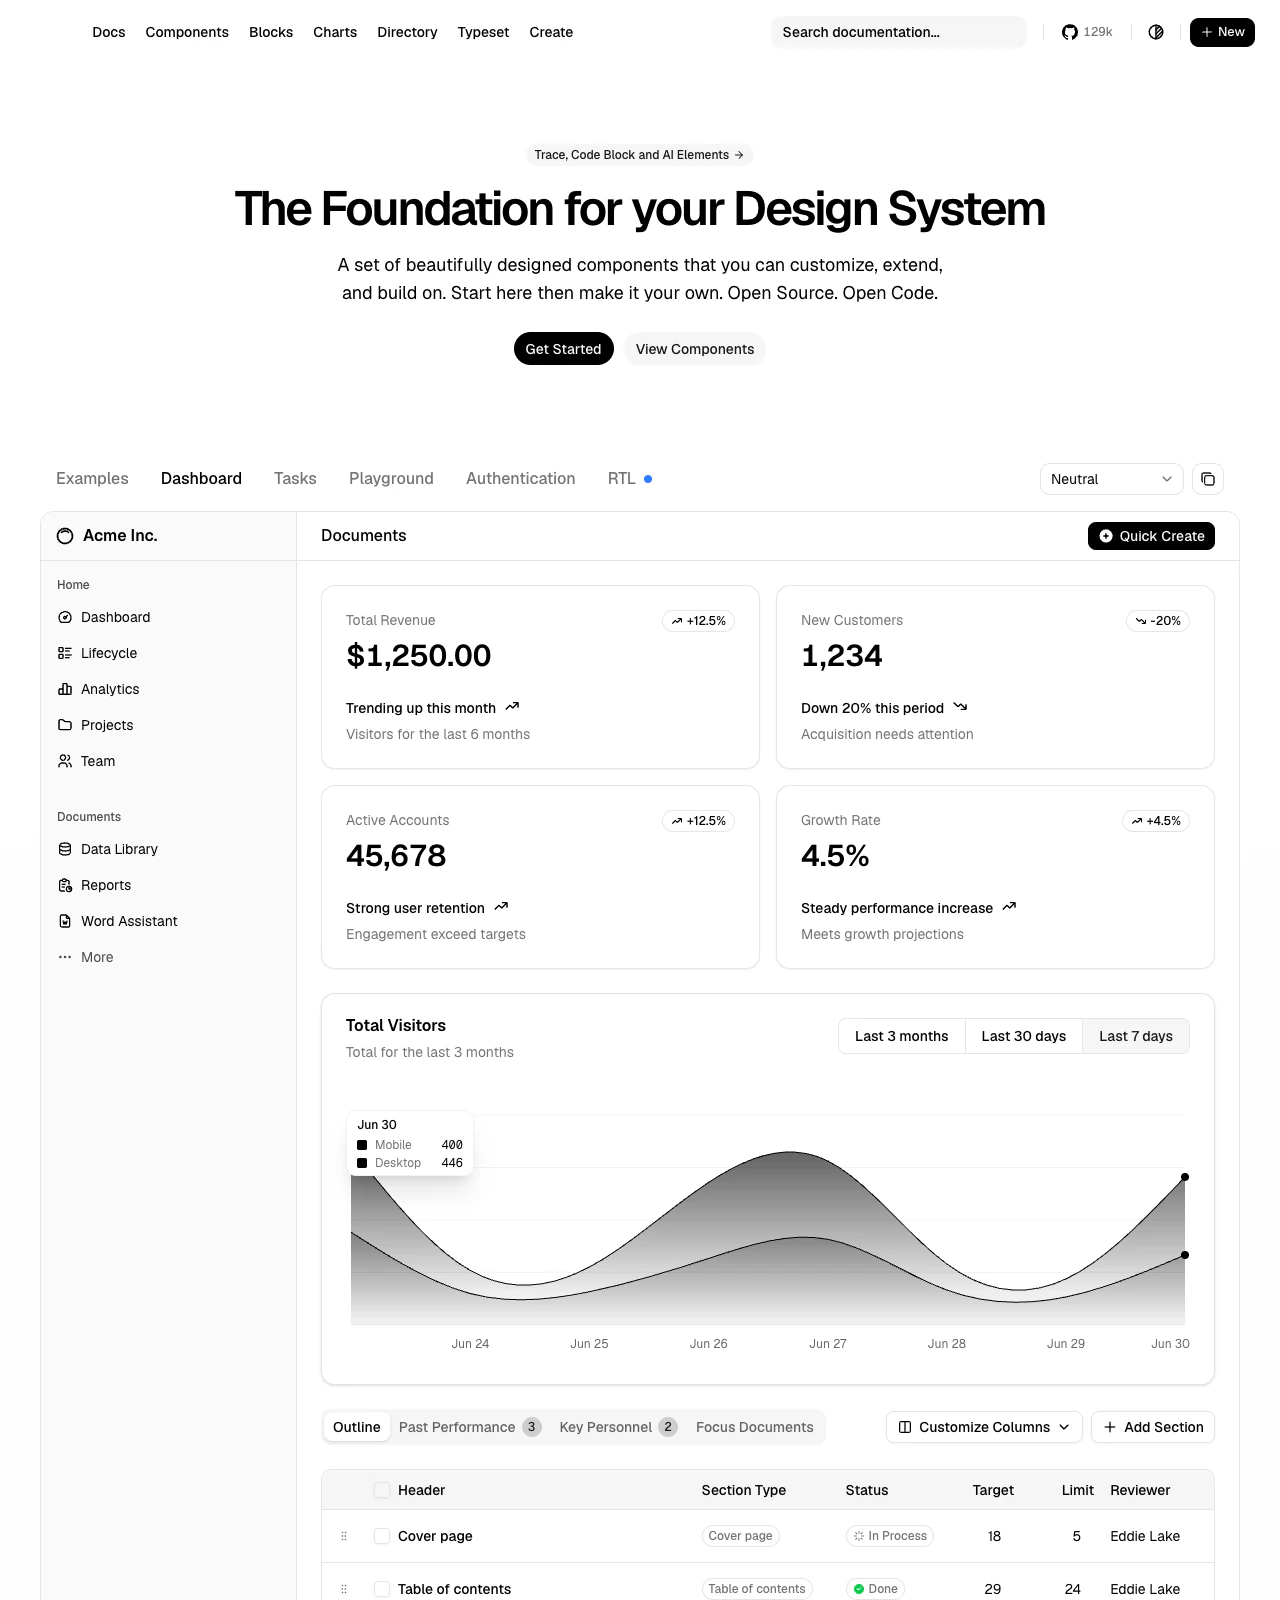 Docs Components Blocks Charts Directory Typeset Create Search documentation... 129k New
Trace, Code Block and AI Elements →
The Foundation for your Design System
A set of beautifully designed components that you can customize, extend,
and build on. Start here then make it your own. Open Source. Open Code.
Get Started View Components
Examples Dashboard Tasks Playground Authentication RTL Neutral
Acme Inc.
Home
Dashboard
Lifecycle
Analytics
Projects
Team
Documents
Data Library
Reports
Word Assistant
More
Documents Quick Create
Total Revenue +12.5%
$1,250.00
Trending up this month
Visitors for the last 6 months
New Customers -20%
1,234
Down 20% this period
Acquisition needs attention
Active Accounts +12.5%
45,678
Strong user retention
Engagement exceed targets
Growth Rate +4.5%
4.5%
Steady performance increase
Meets growth projections
Total Visitors
Total for the last 3 months
Last 3 months Last 30 days Last 7 days
Jun 30
Mobile 400
Desktop 446
Jun 24 Jun 25 Jun 26 Jun 27 Jun 28 Jun 29 Jun 30
Outline Past Performance 3 Key Personnel 2 Focus Documents Customize Columns Add Section
Header Section Type Status Target Limit Reviewer
Cover page Cover page In Process 18 5 Eddie Lake
Table of contents Table of contents Done 29 24 Eddie Lake